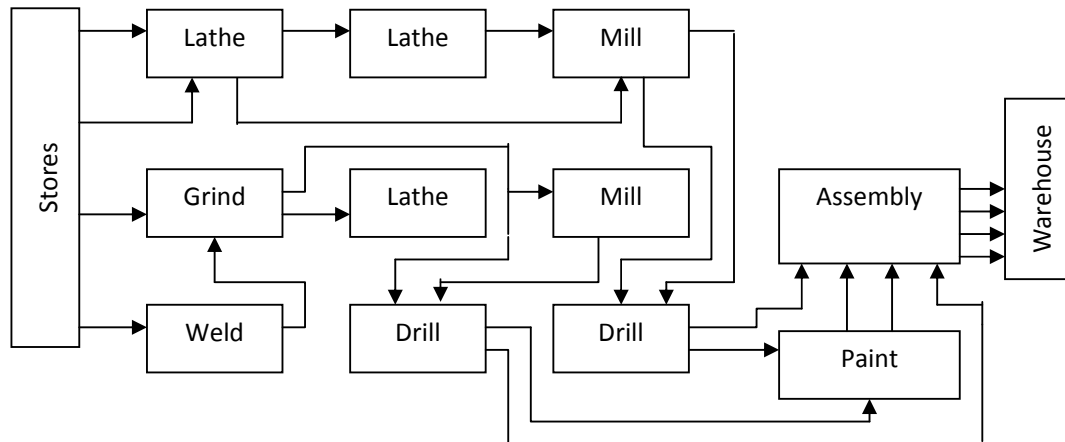 Stores
Lathe
Lathe
Mill
Grind
Lathe
Mill
Assembly
Warehouse
Weld
Drill
Drill
Paint